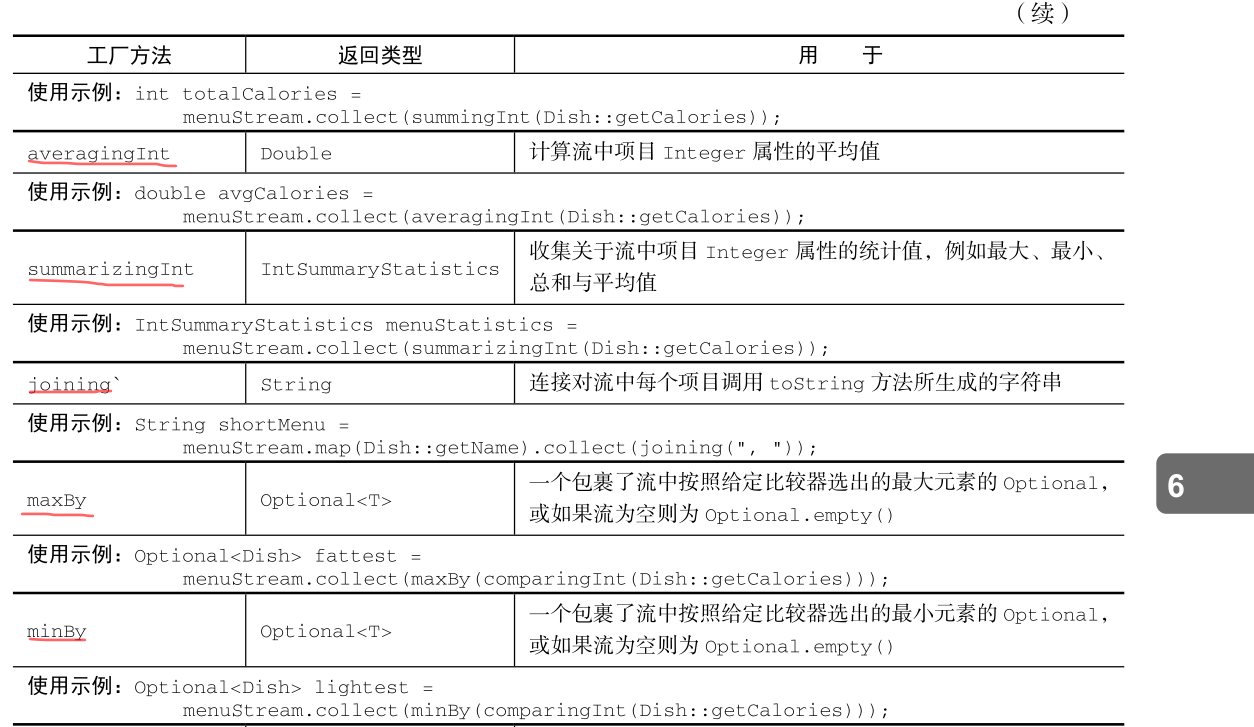 （续）
工厂方法 返回类型 用 于
使用示例：int totalCalories =
menuStream.collect(summingInt(Dish::getCalories));
averagingInt Double 计算流中项目 Integer 属性的平均值
使用示例：double avgCalories =
menuStream.collect(averagingInt(Dish::getCalories));
summarizingInt IntSummaryStatistics 收集关于流中项目 Integer 属性的统计值，例如最大、最小、
总和与平均值
使用示例：IntSummaryStatistics menuStatistics =
menuStream.collect(summarizingInt(Dish::getCalories));
joining` String 连接对流中每个项目调用 toString 方法所生成的字符串
使用示例：String shortMenu =
menuStream.map(Dish::getName).collect(joining(", "));
maxBy Optional<T> 一个包裹了流中按照给定比较器选出的最大元素的 Optional，
或如果流为空则为 Optional.empty()
使用示例：Optional<Dish> fattest =
menuStream.collect(maxBy(comparingInt(Dish::getCalories)));
minBy Optional<T> 一个包裹了流中按照给定比较器选出的最小元素的 Optional，
或如果流为空则为 Optional.empty()
使用示例：Optional<Dish> lightest =
menuStream.collect(minBy(comparingInt(Dish::getCalories)));
6